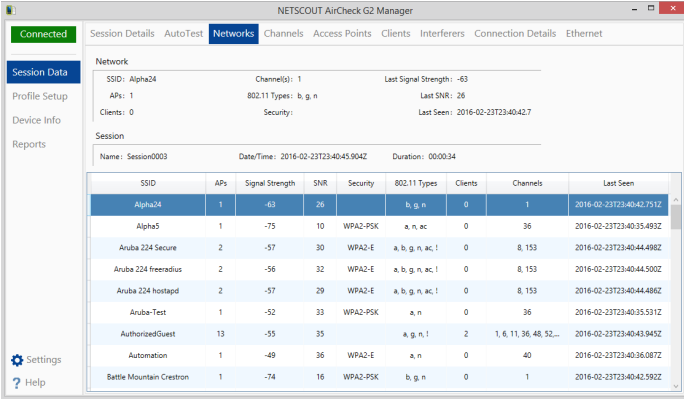 NETSCOUT AirCheck G2 Manager
Connected
Session Details AutoTest Networks Channels Access Points Clients Interferers Connection Details Ethernet
Session Data
Profile Setup
Device Info
Reports
Settings
? Help
Network
SSID: Alpha24 Channel(s): 1 Last Signal Strength: -63
APs: 1 802.11 Types: b, g, n Last SNR: 26
Clients: 0 Security: Last Seen: 2016-02-23T23:40:42.7
Session
Name: Session0003 Date/Time: 2016-02-23T23:40:45.904Z Duration: 00:00:34
SSID APs Signal Strength SNR Security 802.11 Types Clients Channels Last Seen
Alpha24 1 -63 26 b, g, n 0 1 2016-02-23T23:40:42.751Z
Alpha5 1 -75 10 WPA2-PSK a, n, ac 0 36 2016-02-23T23:40:35.493Z
Aruba 224 Secure 2 -57 30 WPA2-E a, b, g, n, ac, ! 0 8, 153 2016-02-23T23:40:44.498Z
Aruba 224 freeradius 2 -56 32 WPA2-E a, b, g, n, ac, ! 0 8, 153 2016-02-23T23:40:44.500Z
Aruba 224 hostapd 2 -57 29 WPA2-E a, b, g, n, ac, ! 0 8, 153 2016-02-23T23:40:44.486Z
Aruba-Test 1 -52 33 WPA2-PSK a, n 0 36 2016-02-23T23:40:35.531Z
AuthorizedGuest 13 -55 35 a, g, n, ! 2 1, 6, 11, 36, 48, 52,... 2016-02-23T23:40:43.945Z
Automation 1 -49 36 WPA2-E a, n 0 40 2016-02-23T23:40:36.087Z
Battle Mountain Crestron 1 -74 16 WPA2-PSK b, g, n 0 1 2016-02-23T23:40:42.592Z